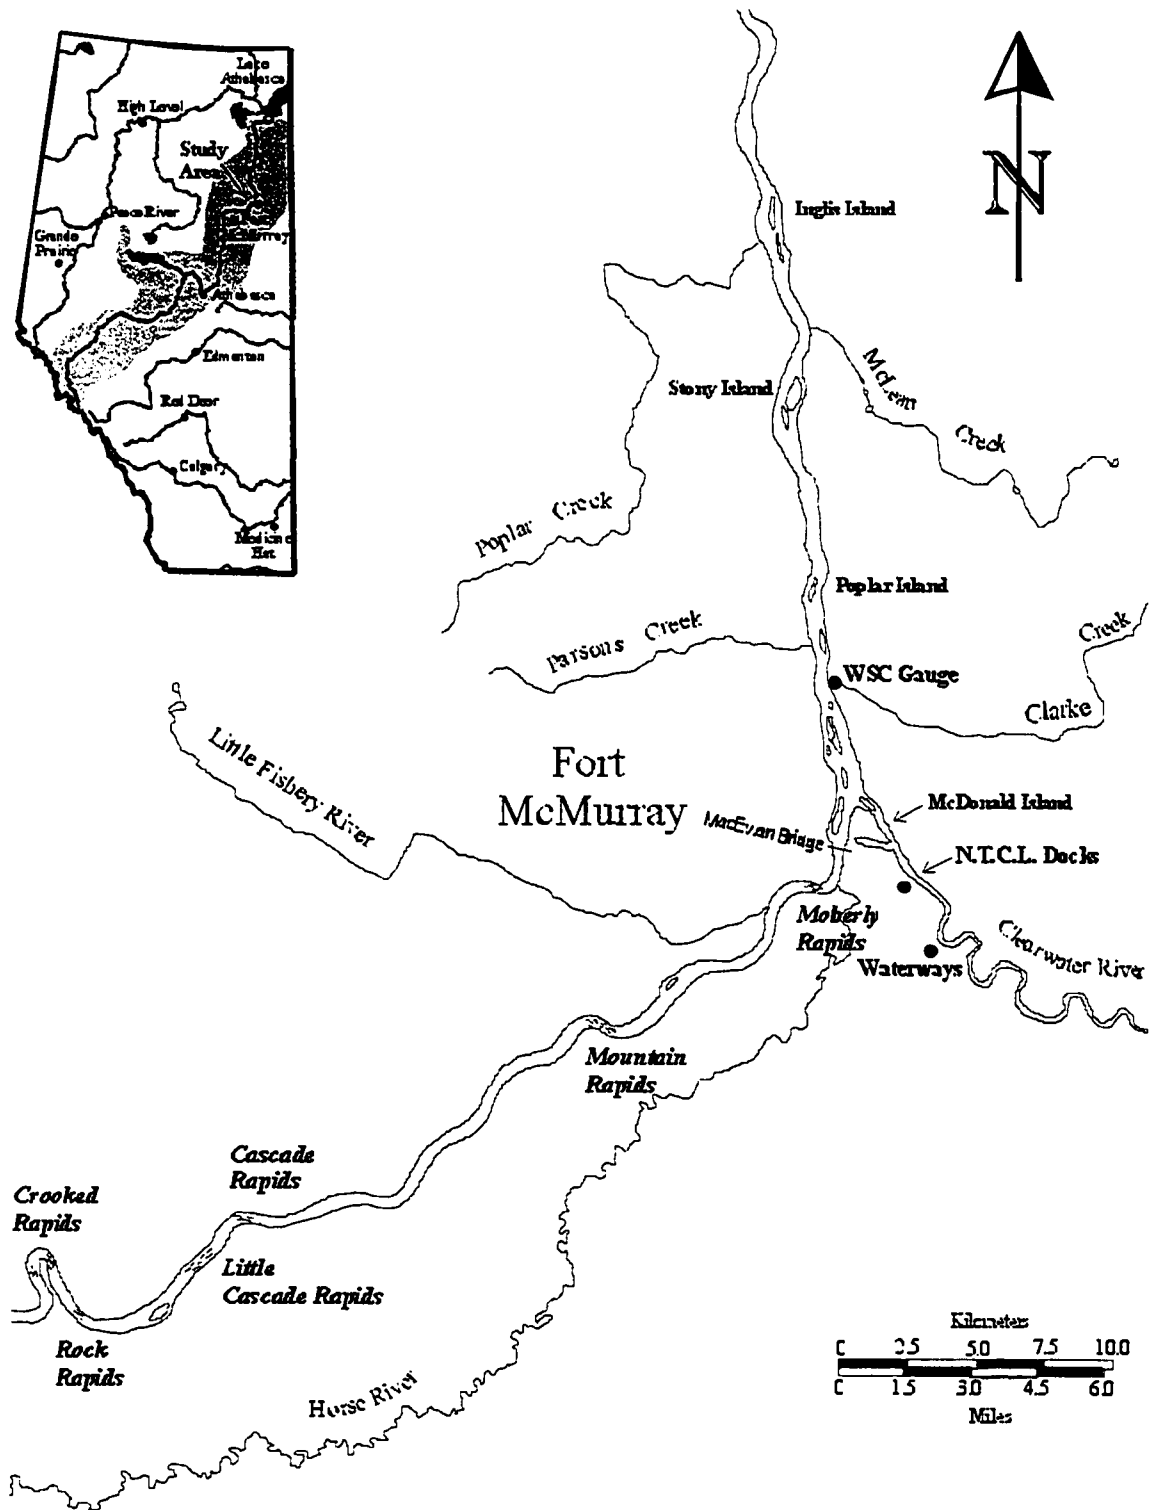 Lake
Athabasca
High Level
Study
Area
Peace River
Grande
Prairie
Athabasca
Edmonton
Red Deer
Calgary
Medicine
Hat
N
Inglis Island
McLean
Creek
Stony Island
Poplar Creek
Poplar Island
Parsons Creek
Creek
Clarke
WSC Gauge
Little Fishery River
Fort
McMurray
McDonald Island
MacEwan Bridge
N.T.C.L. Docks
Moberly
Rapids
Clearwater River
Waterways
Mountain
Rapids
Cascade
Rapids
Crooked
Rapids
Little
Cascade Rapids
Rock
Rapids
Horse River
Kilometers
2.5 5.0 7.5 10.0
1.5 3.0 4.5 6.0
Miles